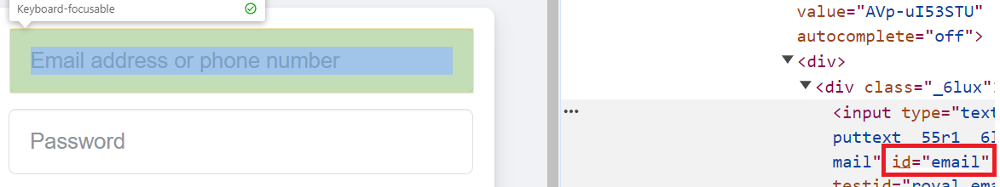 Keyboard-focusable
Email address or phone number
Password
value="AVp-uI53STU"
autocomplete="off">
<div>
<div class="_6lux">
<input type="text
puttext _55r1 _6l
mail" id="email"
testid="royal_ema